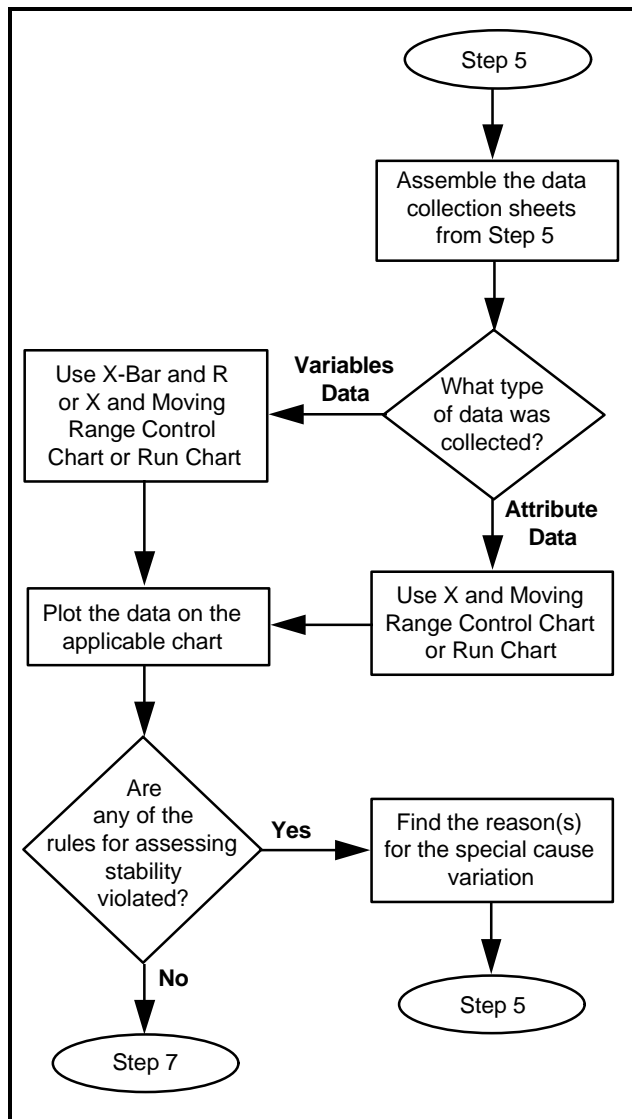 Step 5
Assemble the data
collection sheets
from Step 5
What type
of data was
collected?
Variables
Data
Use X-Bar and R
or X and Moving
Range Control
Chart or Run Chart
Attribute
Data
Use X and Moving
Range Control Chart
or Run Chart
Plot the data on the
applicable chart
Are
any of the
rules for assessing
stability
violated?
Yes
Find the reason(s)
for the special cause
variation
Step 5
No
Step 7